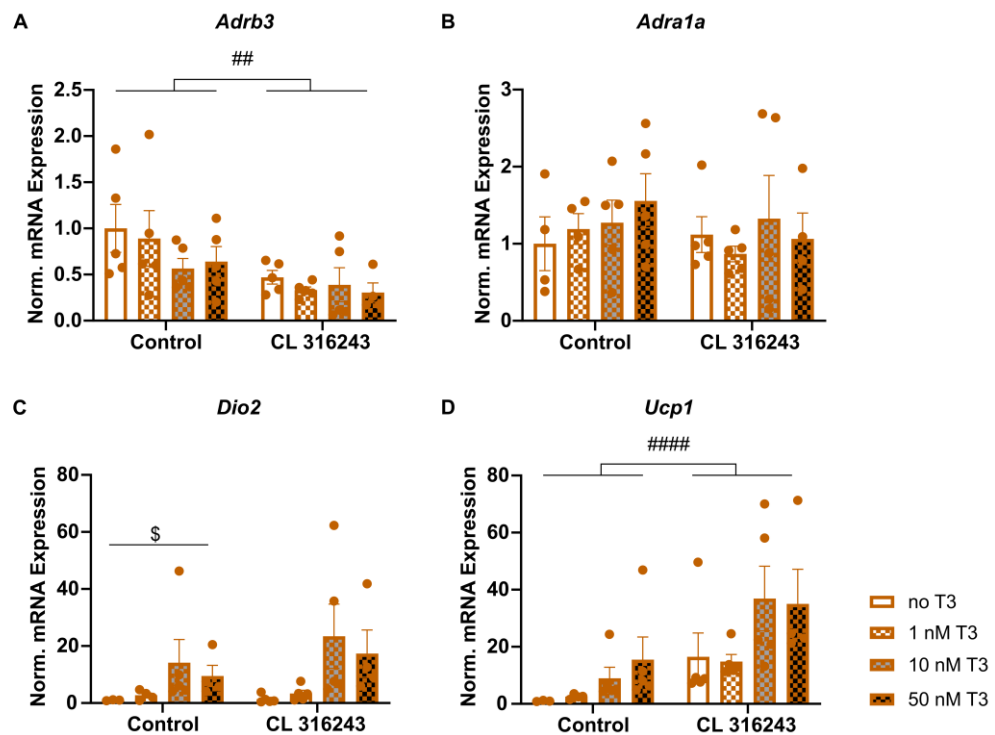 A
Adrb3
##
Norm. mRNA Expression
2.5
2.0
1.5
1.0
0.5
0.0
Control
CL 316243
B
Adra1a
Norm. mRNA Expression
3
2
1
0
Control
CL 316243
C
Dio2
$
Norm. mRNA Expression
80
60
40
20
0
Control
CL 316243
D
Ucp1
####
Norm. mRNA Expression
80
60
40
20
0
Control
CL 316243
no T3
1 nM T3
10 nM T3
50 nM T3